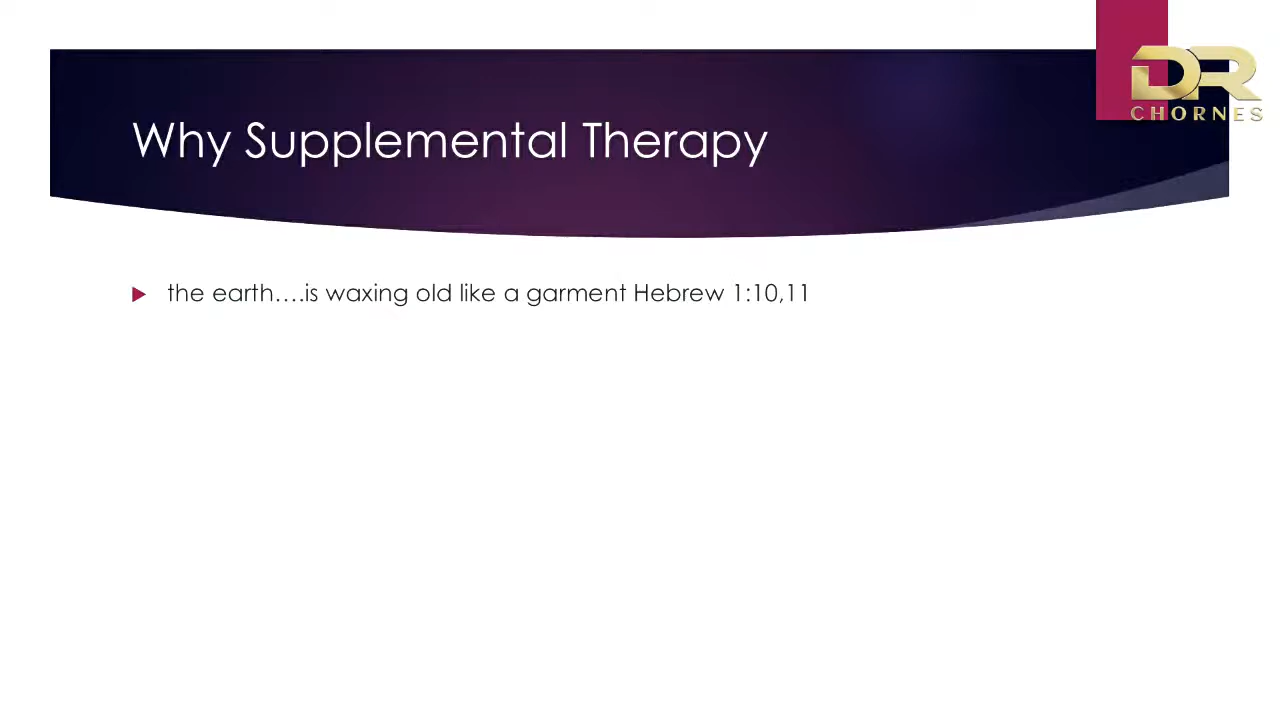 DR
CHORNES
Why Supplemental Therapy
the earth….is waxing old like a garment Hebrew 1:10,11